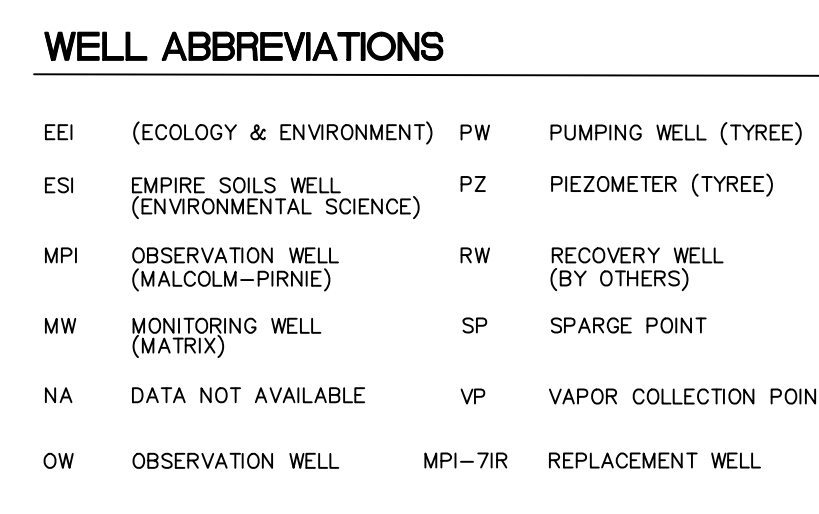 WELL ABBREVIATIONS
EEI (ECOLOGY & ENVIRONMENT) PW PUMPING WELL (TYREE)
ESI EMPIRE SOILS WELL PZ PIEZOMETER (TYREE)
(ENVIRONMENTAL SCIENCE)
MPI OBSERVATION WELL RW RECOVERY WELL
(MALCOLM-PIRNIE) (BY OTHERS)
MW MONITORING WELL SP SPARGE POINT
(MATRIX)
NA DATA NOT AVAILABLE VP VAPOR COLLECTION POIN
OW OBSERVATION WELL MPI-7IR REPLACEMENT WELL